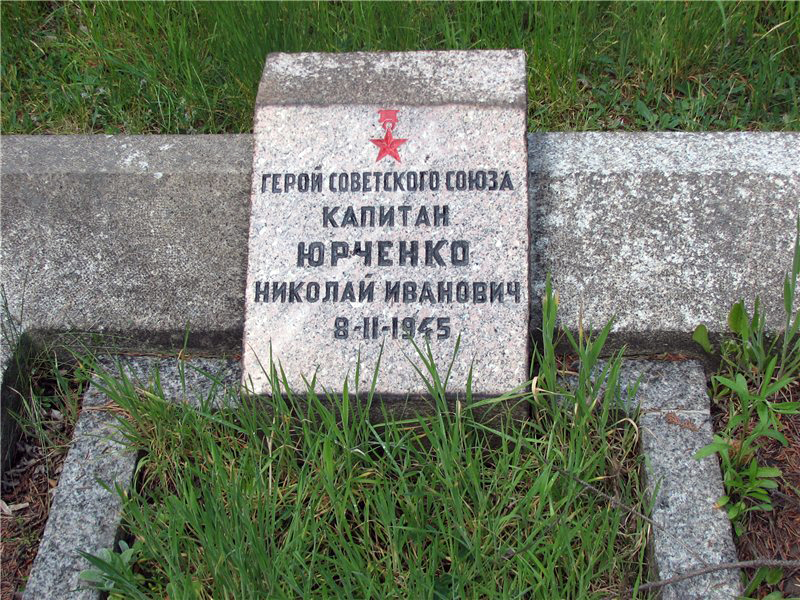 ГЕРОЙ СОВЕТСКОГО СОЮЗА
КАПИТАН
ЮРЧЕНКО
НИКОЛАЙ ИВАНОВИЧ
8-II-1945